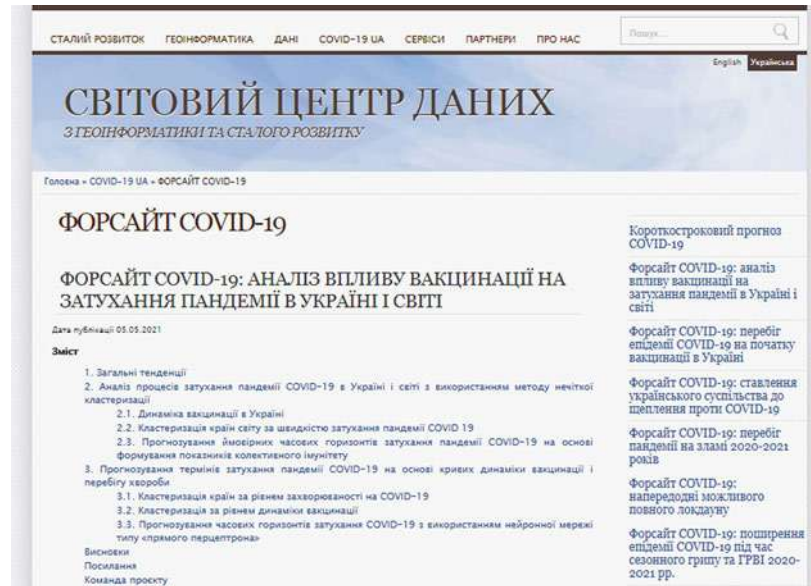 СТАЛИЙ РОЗВИТОК ГЕОІНФОРМАТИКА ДАНІ COVID-19 UA СЕРВІСИ ПАРТНЕРИ ПРО НАС
Пошук...
English Українська
СВІТОВИЙ ЦЕНТР ДАНИХ
З ГЕОІНФОРМАТИКИ ТА СТАЛОГО РОЗВИТКУ
Головна » COVID-19 UA » ФОРСАЙТ COVID-19
ФОРСАЙТ COVID-19
ФОРСАЙТ COVID-19: АНАЛІЗ ВПЛИВУ ВАКЦИНАЦІЇ НА
ЗАТУХАННЯ ПАНДЕМІЇ В УКРАЇНІ І СВІТІ
Дата публікації 05.05.2021
Зміст
1. Загальні тенденції
2. Аналіз процесів затухання пандемії COVID-19 в Україні і світі з використанням методу нечіткої
кластеризації
2.1. Динаміка вакцинації в Україні
2.2. Кластеризація країн світу за швидкістю затухання пандемії COVID 19
2.3. Прогнозування ймовірних часових горизонтів затухання пандемії COVID-19 на основі
формування показників колективного імунітету
3. Прогнозування термінів затухання пандемії COVID-19 на основі кривих динаміки вакцинації і
перебігу хвороби
3.1. Кластеризація країн за рівнем захворюваності на COVID-19
3.2. Кластеризація за рівнем динаміки вакцинації
3.3. Прогнозування часових горизонтів затухання COVID-19 з використанням нейронної мережі
типу «прямого перцептрона»
Висновки
Посилання
Команда проєкту
Короткостроковий прогноз
COVID-19
Форсайт COVID-19: аналіз
впливу вакцинації на
затухання пандемії в Україні і
світі
Форсайт COVID-19: перебіг
епідемії COVID-19 на початку
вакцинації в Україні
Форсайт COVID-19: ставлення
українського суспільства до
щеплення проти COVID-19
Форсайт COVID-19: перебіг
пандемії на зламі 2020-2021
років
Форсайт COVID-19:
напередодні можливого
повного локдауну
Форсайт COVID-19: поширення
епідемії COVID-19 під час
сезонного грипу та ГРВІ 2020-
2021 рр.